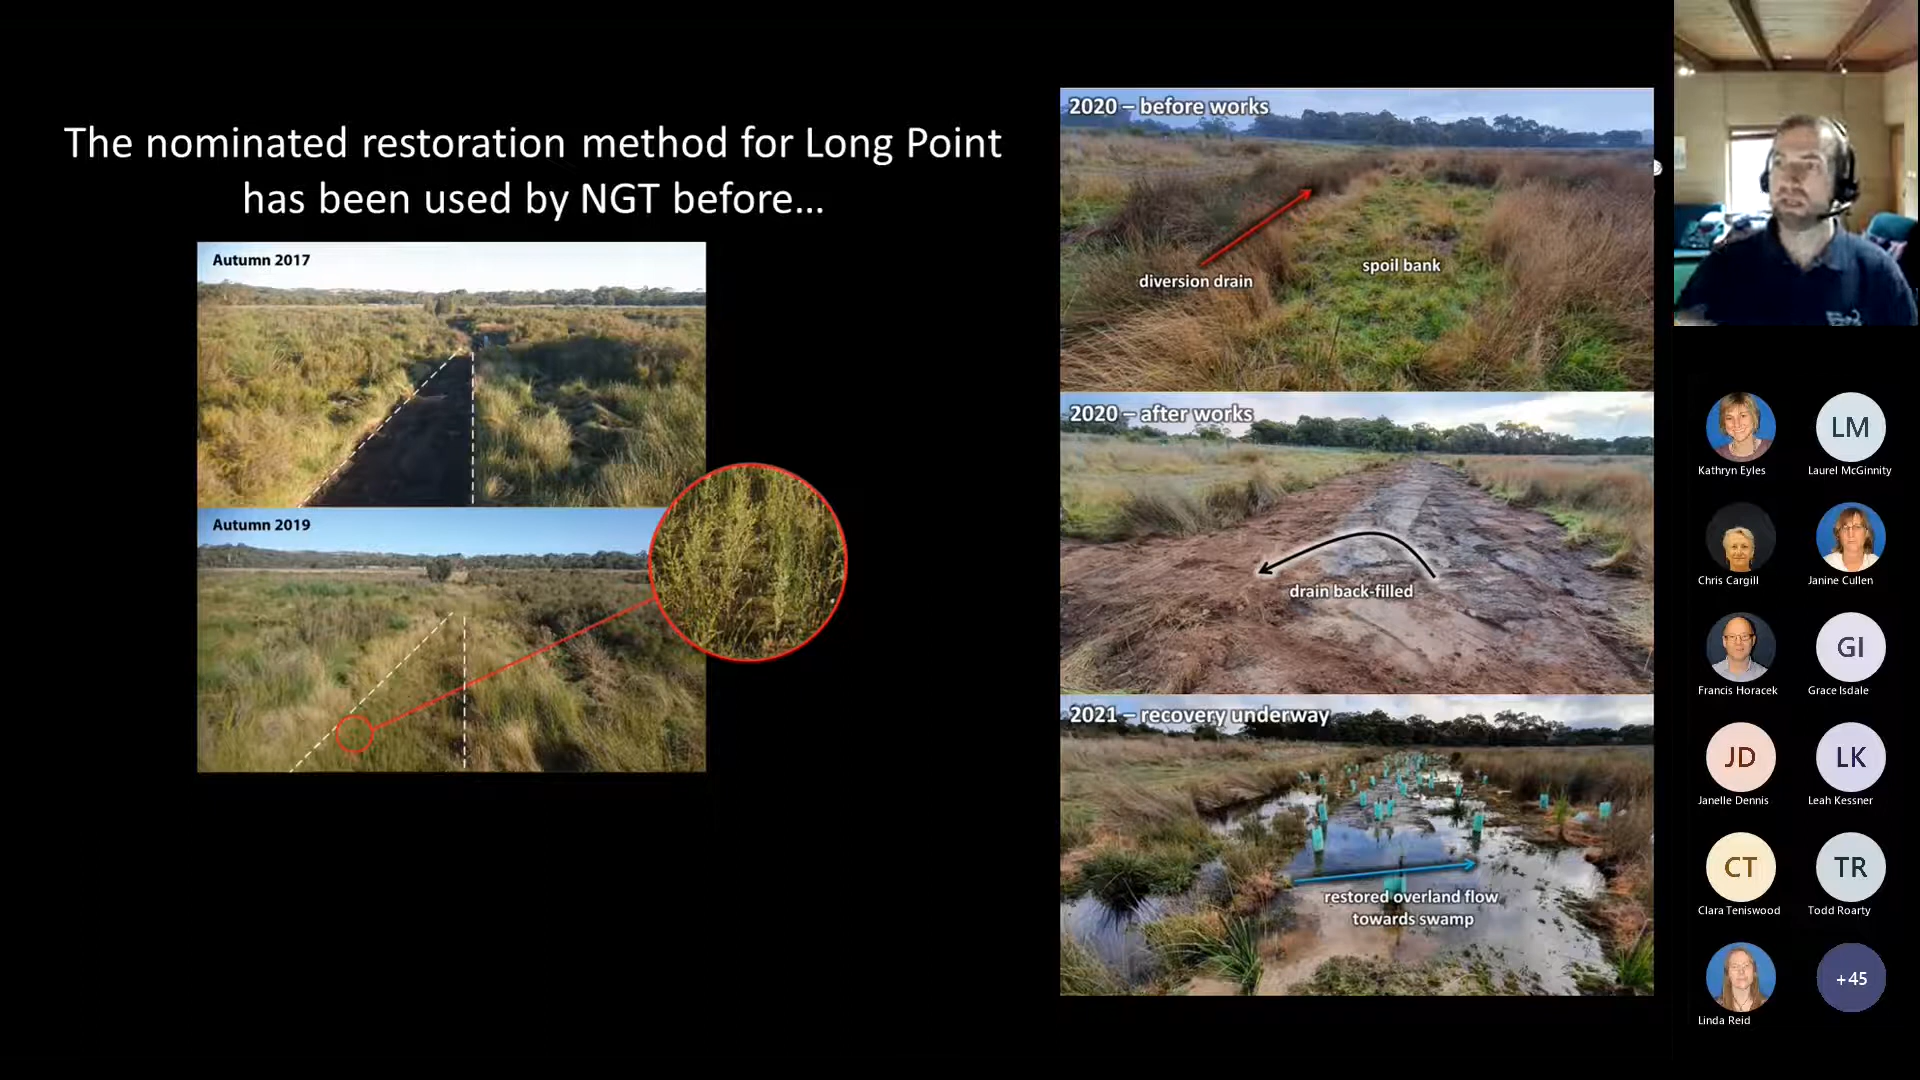 The nominated restoration method for Long Point
has been used by NGT before...
Autumn 2017
Autumn 2019
2020 – before works
diversion drain
spoil bank
2020 – after works
drain back-filled
2021 – recovery underway
restored overland flow
towards swamp
Kathryn Eyles
LM
Laurel McGinnity
Chris Cargill
Janine Cullen
Francis Horacek
GI
Grace Isdale
JD
Janelle Dennis
LK
Leah Kessner
CT
Clara Teniswood
TR
Todd Roarty
Linda Reid
+45